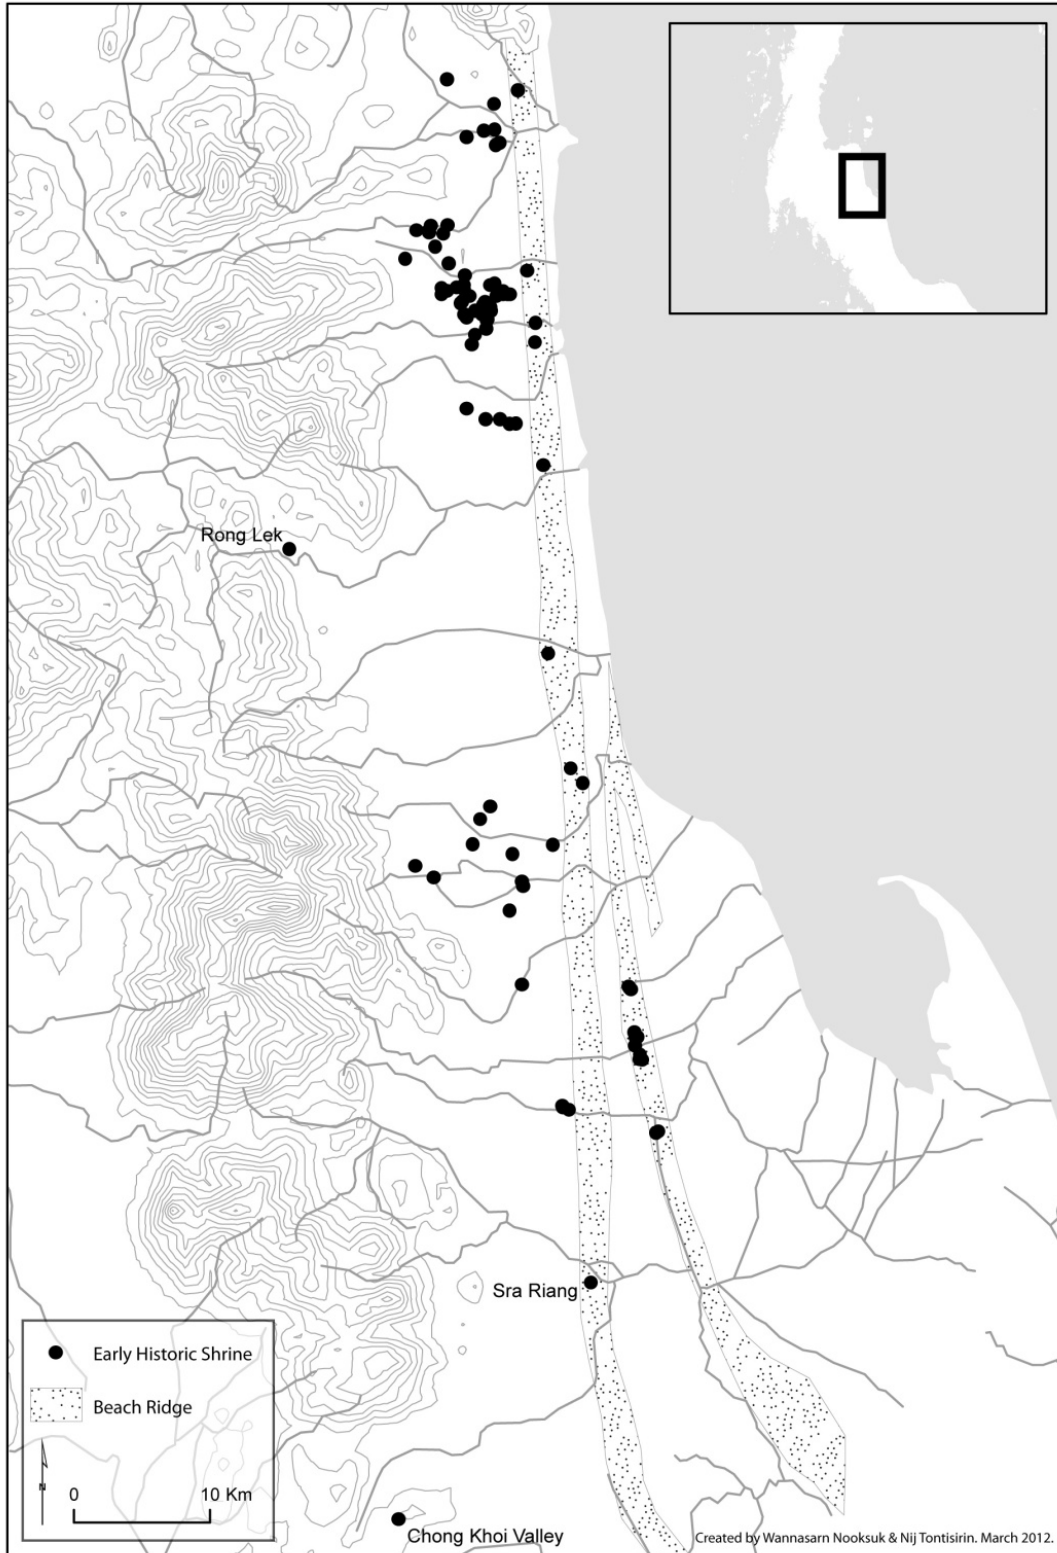 Rong Lek
Sra Riang
Early Historic Shrine
Beach Ridge
N
0 10 Km
Chong Khoi Valley
Created by Wannasarn Nooksuk & Nij Tontisirin. March 2012.